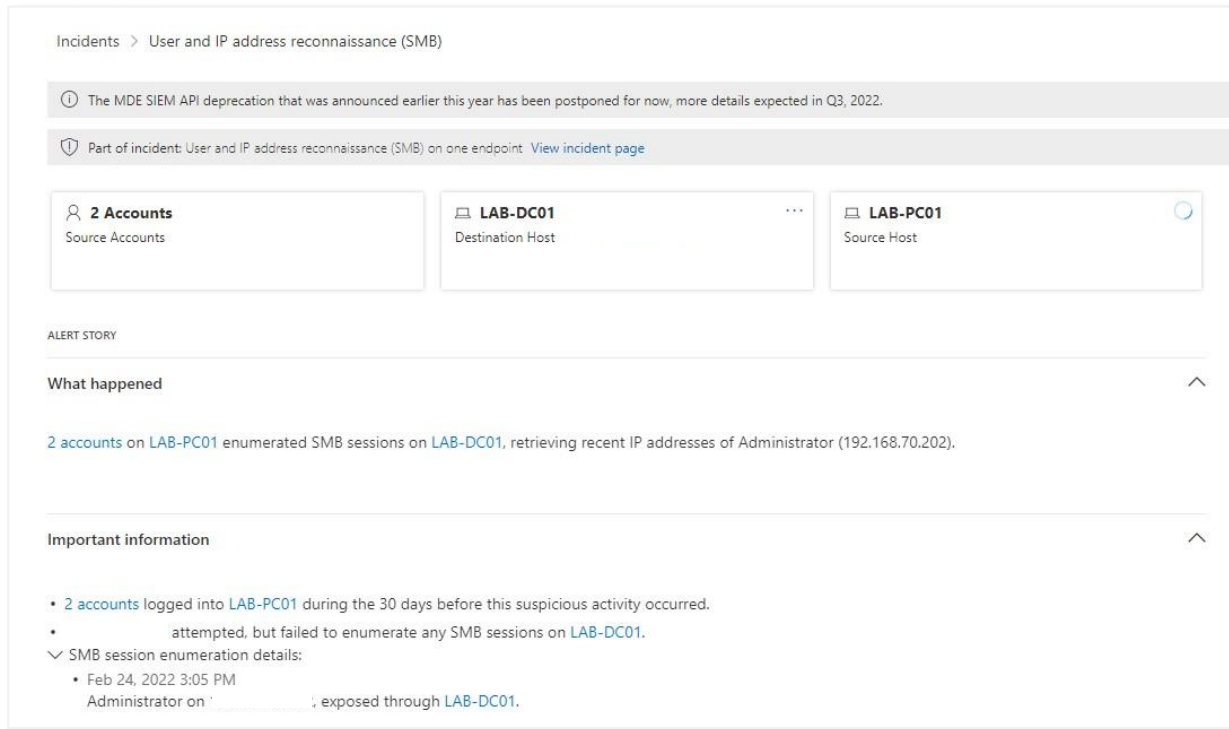 Incidents > User and IP address reconnaissance (SMB)
The MDE SIEM API deprecation that was announced earlier this year has been postponed for now, more details expected in Q3, 2022.
Part of incident: User and IP address reconnaissance (SMB) on one endpoint View incident page
2 Accounts
Source Accounts
LAB-DC01 ...
Destination Host
LAB-PC01
Source Host
ALERT STORY
What happened
2 accounts on LAB-PC01 enumerated SMB sessions on LAB-DC01, retrieving recent IP addresses of Administrator (192.168.70.202).
Important information
• 2 accounts logged into LAB-PC01 during the 30 days before this suspicious activity occurred.
• attempted, but failed to enumerate any SMB sessions on LAB-DC01.
SMB session enumeration details:
• Feb 24, 2022 3:05 PM
Administrator on , exposed through LAB-DC01.